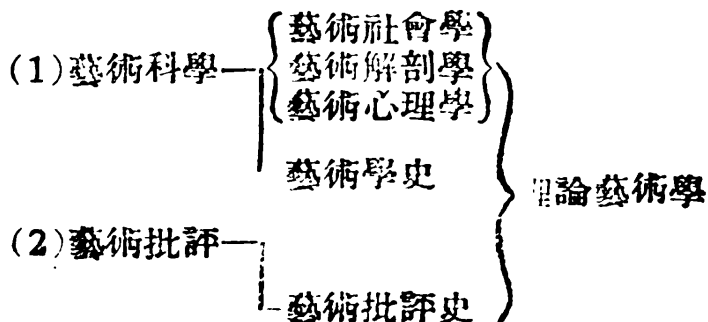 藝術社會學
(1)藝術科學
藝術解剖學
藝術心理學
藝術學史
理論藝術學
(2)藝術批評
藝術批評史